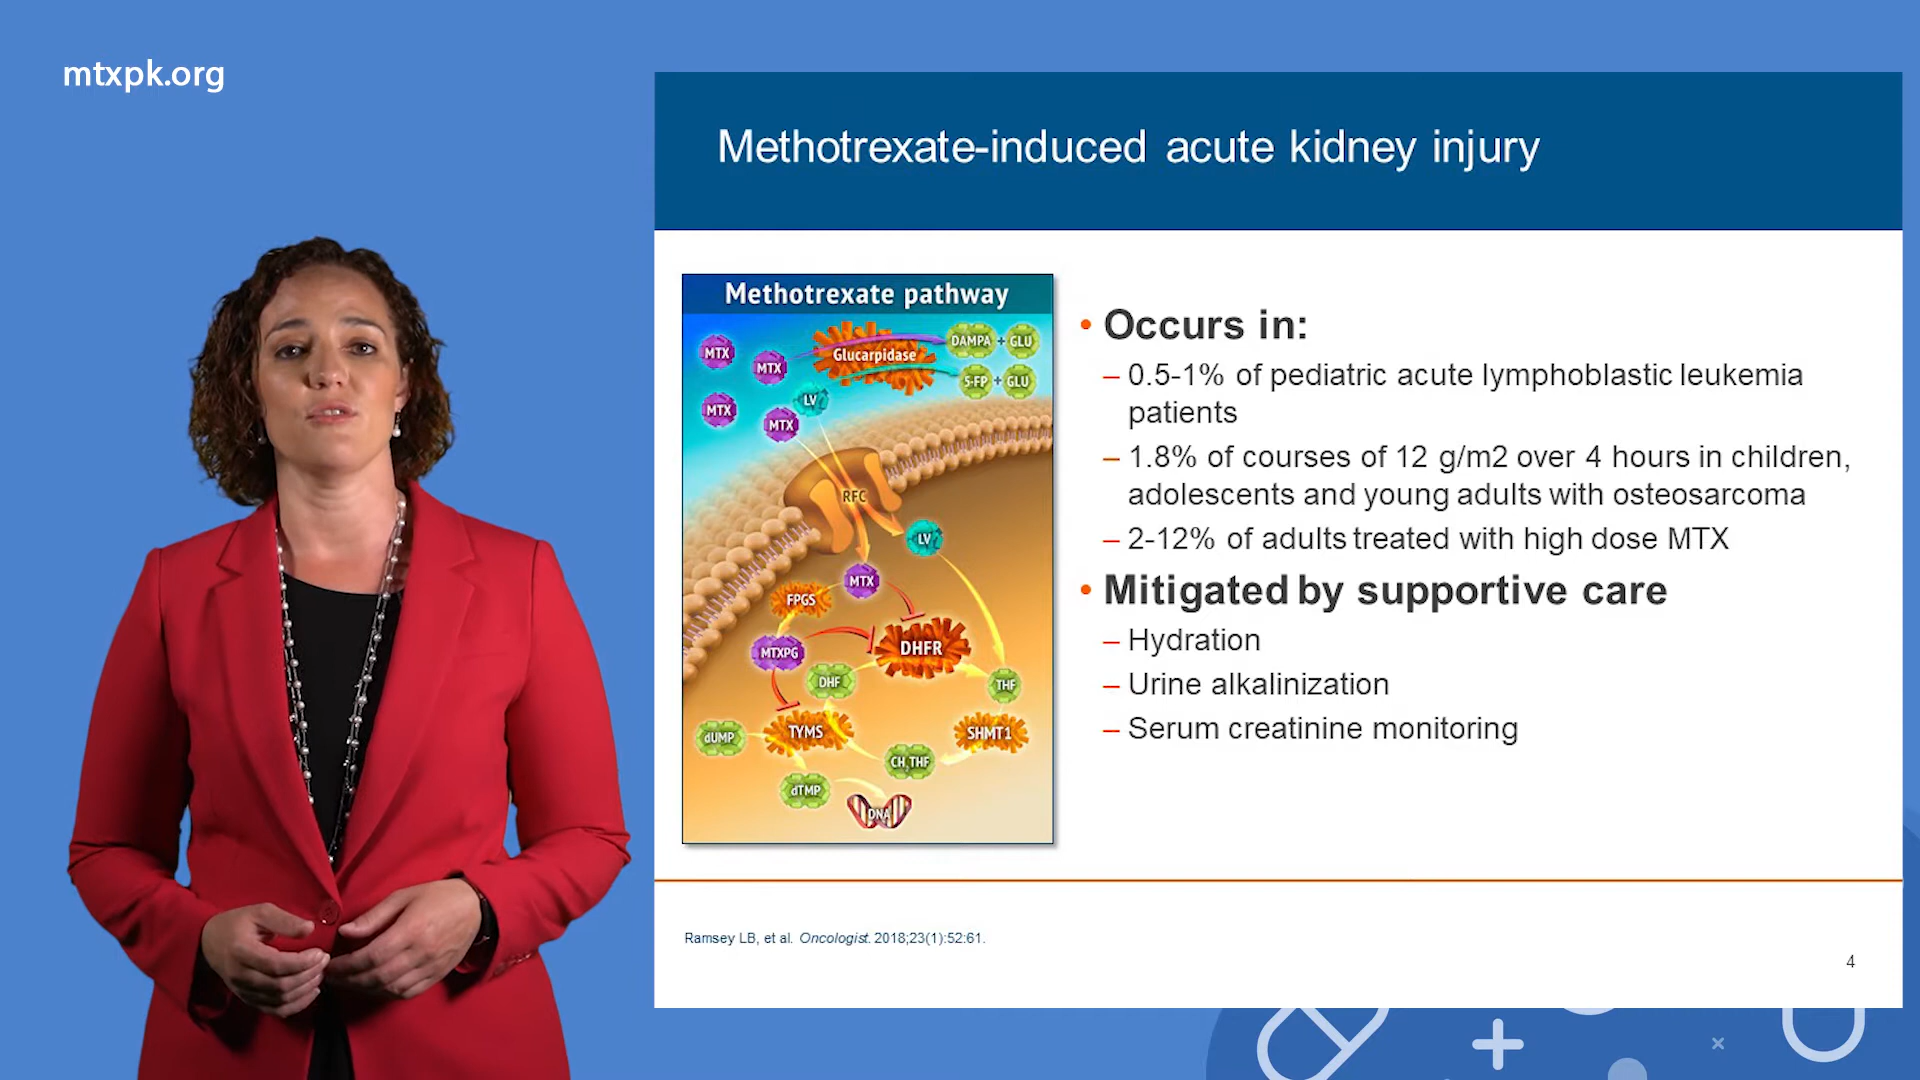 mtxpk.org
Methotrexate-induced acute kidney injury
Methotrexate pathway
MTX
MTX
Glucarpidase
DAMPA + GLU
5-FP + GLU
MTX
LV
MTX
RFC
LV
MTX
FPGS
MTXPG
DHFR
DHF
THF
dUMP
TYMS
SHMT1
CH₂THF
dTMP
DNA
• Occurs in:
– 0.5-1% of pediatric acute lymphoblastic leukemia
patients
– 1.8% of courses of 12 g/m2 over 4 hours in children,
adolescents and young adults with osteosarcoma
– 2-12% of adults treated with high dose MTX
• Mitigated by supportive care
– Hydration
– Urine alkalinization
– Serum creatinine monitoring
Ramsey LB, et al. Oncologist. 2018;23(1):52:61.
4